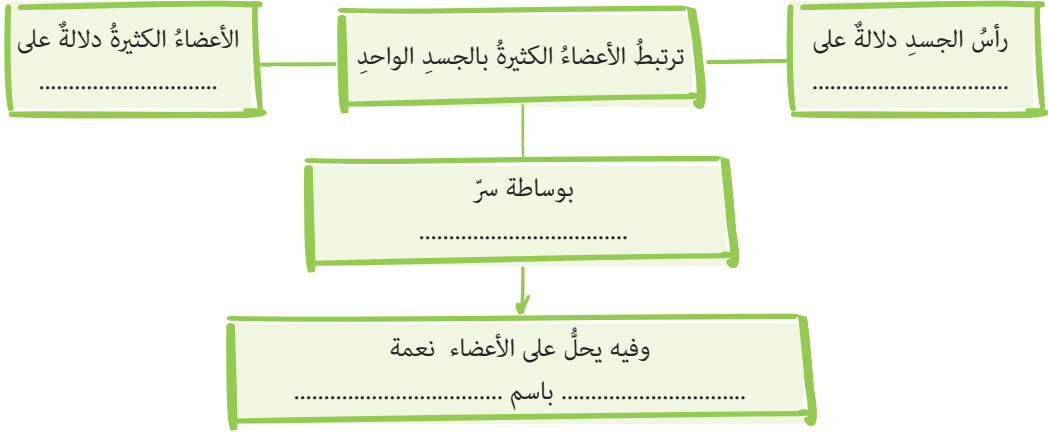 رأسُ الجسدِ دلالةٌ على
.................................
ترتبطُ الأعضاءُ الكثيرةُ بالجسدِ الواحدِ
الأعضاءُ الكثيرةُ دلالةٌ على
..............................
بوساطة سرّ
...................................
وفيه يحلُّ على الأعضاء نعمة
............................... باسم ...................................